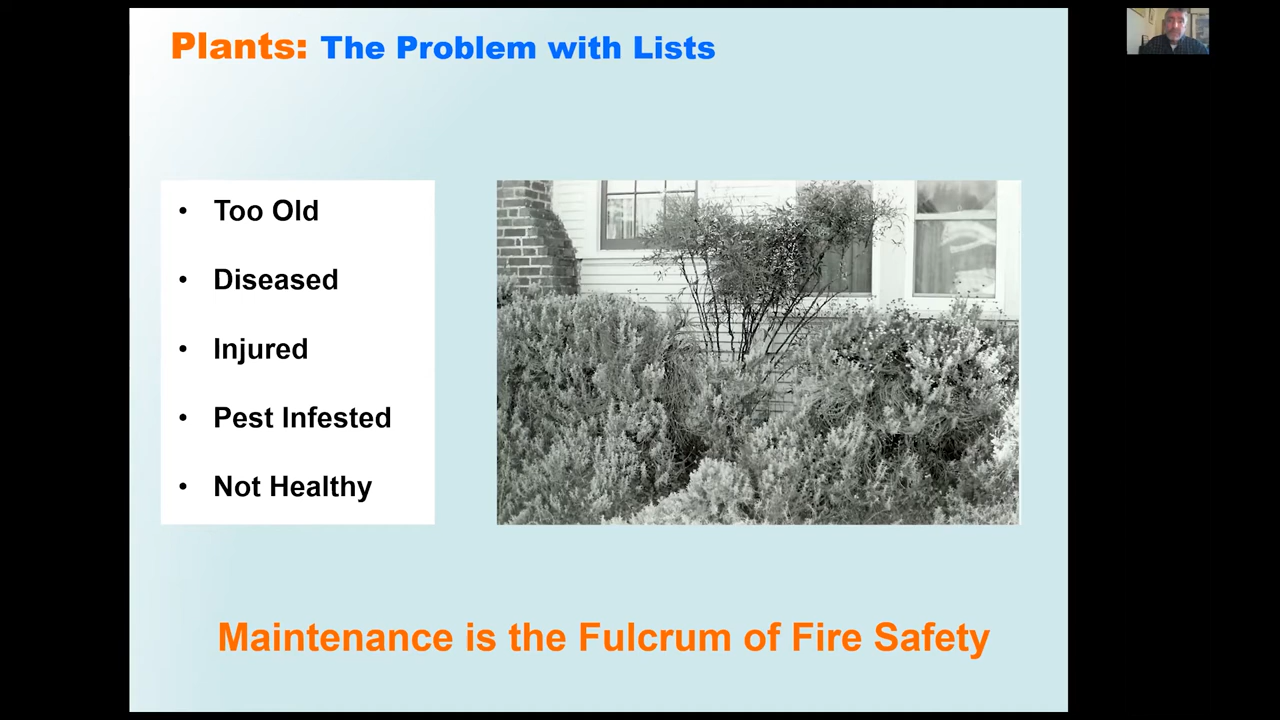 Plants: The Problem with Lists
• Too Old
• Diseased
• Injured
• Pest Infested
• Not Healthy
Maintenance is the Fulcrum of Fire Safety